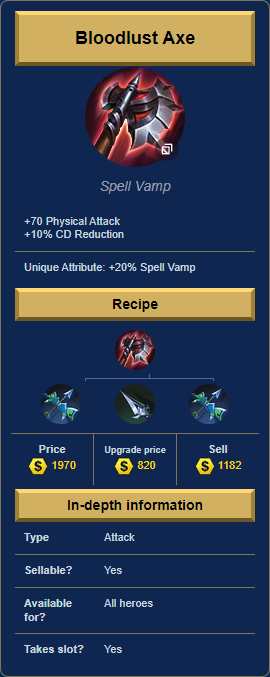 Bloodlust Axe
Spell Vamp
+70 Physical Attack
+10% CD Reduction
Unique Attribute: +20% Spell Vamp
Recipe
Price
Upgrade price
Sell
S 1970
S 820
S 1182
In-depth information
Type Attack
Sellable? Yes
Available All heroes
for?
Takes slot? Yes